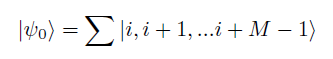 |ψ₀⟩ = ∑ |i, i + 1, ...i + M − 1⟩